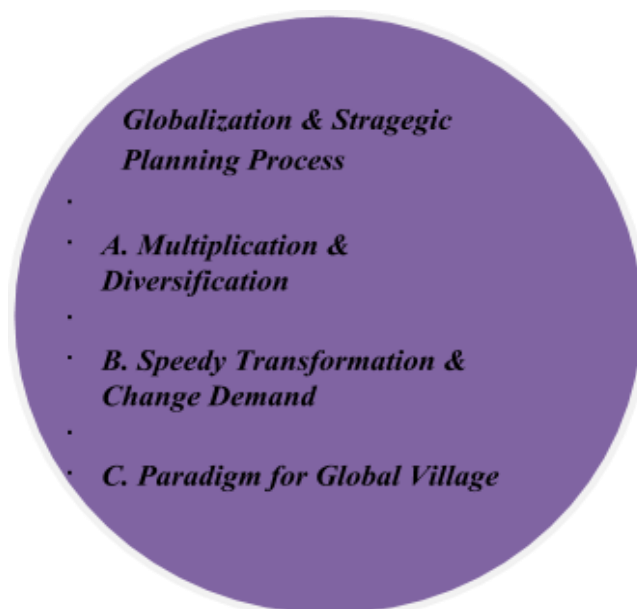 Globalization & Stragegic
Planning Process
A. Multiplication &
Diversification
B. Speedy Transformation &
Change Demand
C. Paradigm for Global Village